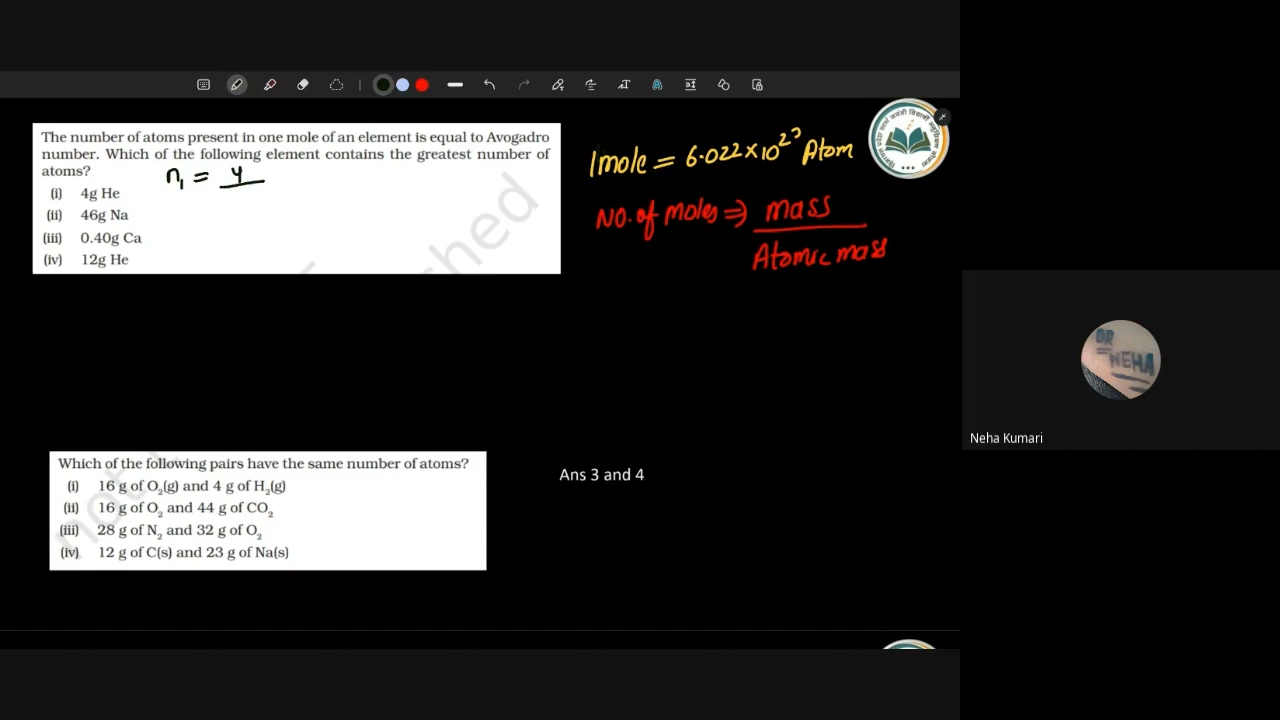 The number of atoms present in one mole of an element is equal to Avogadro
number. Which of the following element contains the greatest number of
atoms?
n₁ = 4
(i) 4g He
(ii) 46g Na
(iii) 0.40g Ca
(iv) 12g He
1mole = 6.022×10²³ Atom
No. of moles ⇒ mass
Atomic mass
Which of the following pairs have the same number of atoms?
(i) 16 g of O₂(g) and 4 g of H₂(g)
(ii) 16 g of O₂ and 44 g of CO₂
(iii) 28 g of N₂ and 32 g of O₂
(iv) 12 g of C(s) and 23 g of Na(s)
Ans 3 and 4
DR
NEHA
Neha Kumari